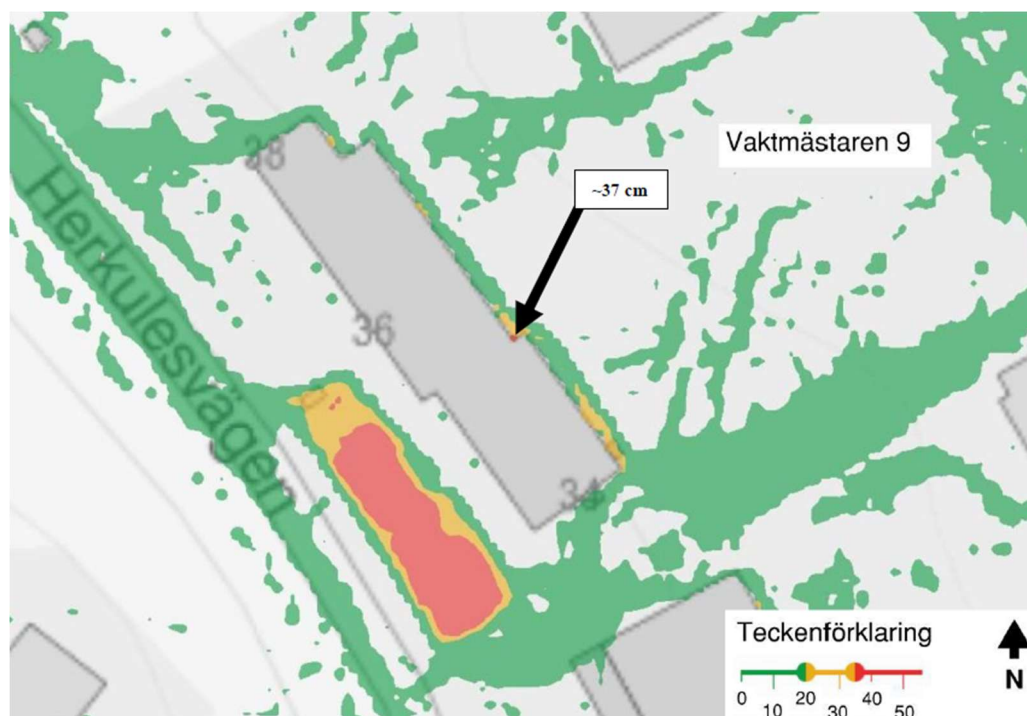 Vaktmästaren 9
38
~37 cm
Herkulesvägen
36
34
Teckenförklaring
0 20 40
10 30 50
N